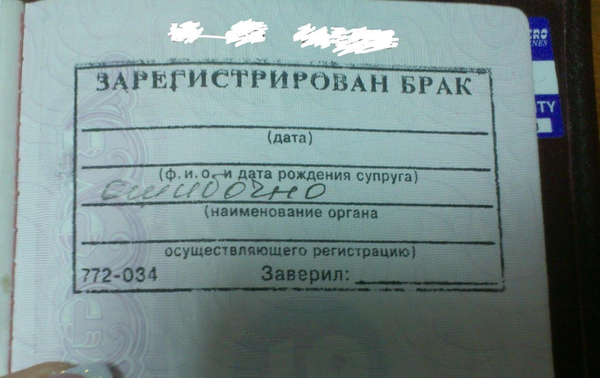 ЗАРЕГИСТРИРОВАН БРАК
(дата)
(ф. и. о. и дата рождения супруга)
ошибочно
(наименование органа
осуществляющего регистрацию)
772-034 Заверил: